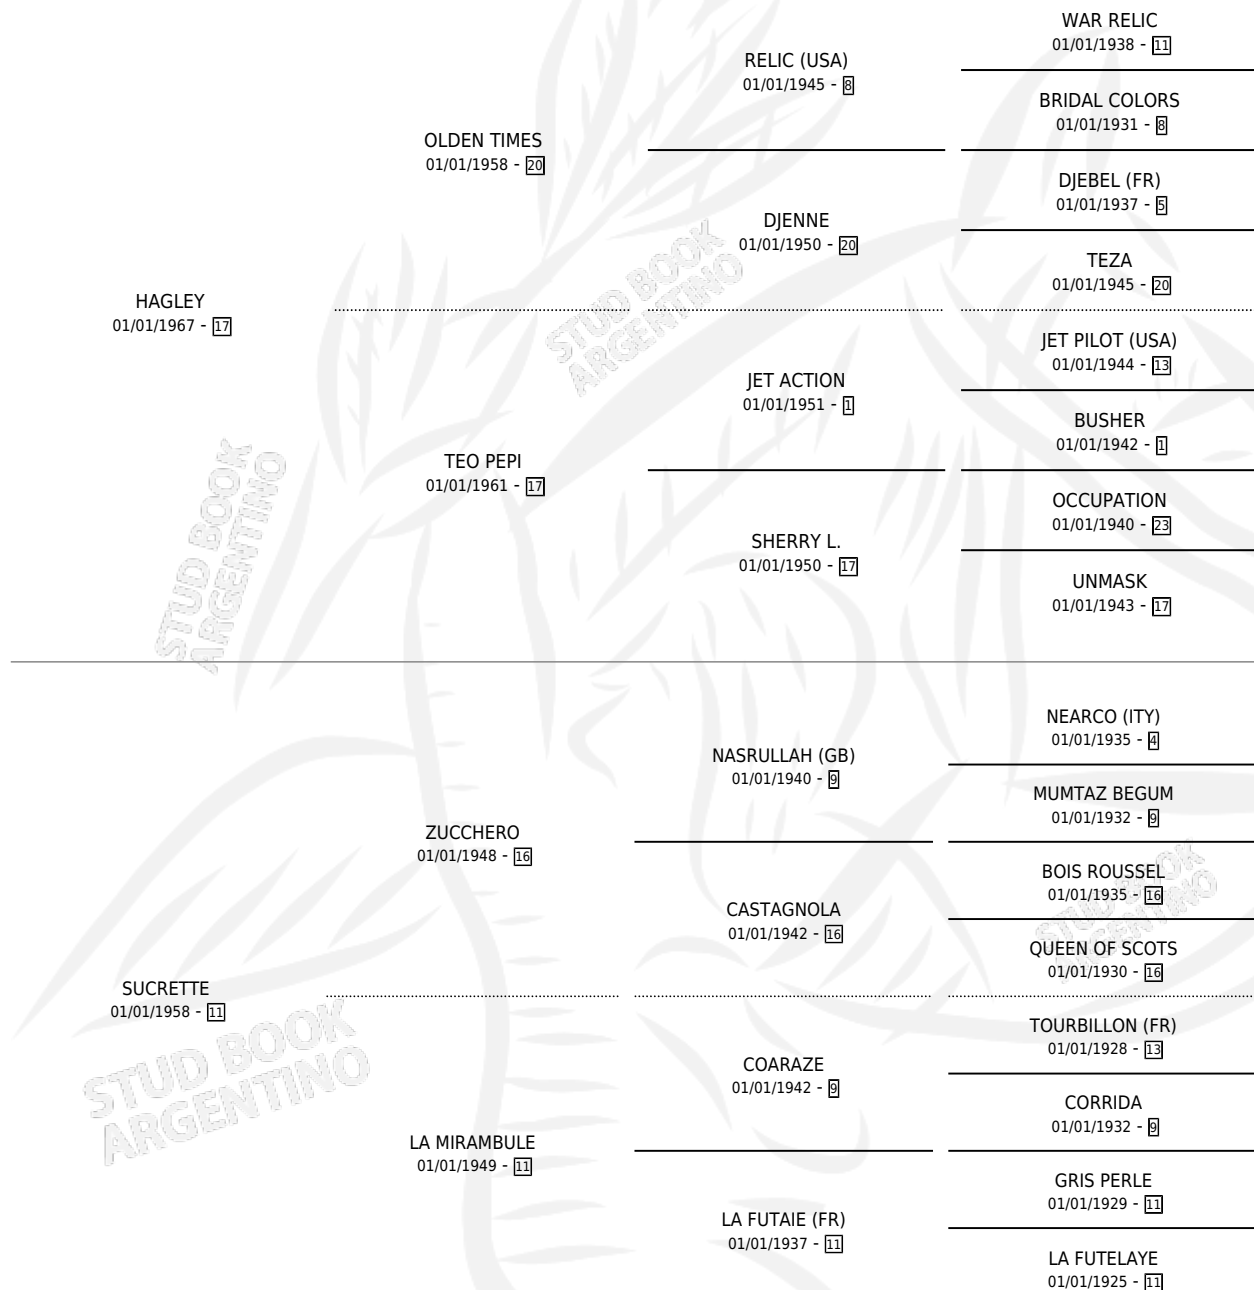 WAR RELIC
01/01/1938 - 11
RELIC (USA)
01/01/1945 - 8
BRIDAL COLORS
01/01/1931 - 8
OLDEN TIMES
01/01/1958 - 20
DJEBEL (FR)
01/01/1937 - 5
DJENNE
01/01/1950 - 20
TEZA
01/01/1945 - 20
HAGLEY
01/01/1967 - 17
STUD BOOK
ARGENTINO
JET PILOT (USA)
01/01/1944 - 13
JET ACTION
01/01/1951 - 1
BUSHER
01/01/1942 - 1
TEO PEPI
01/01/1961 - 17
OCCUPATION
01/01/1940 - 23
SHERRY L.
01/01/1950 - 17
UNMASK
01/01/1943 - 17
STUD BOOK
ARGENTINO
NEARCO (ITY)
01/01/1935 - 4
NASRULLAH (GB)
01/01/1940 - 9
MUMTAZ BEGUM
01/01/1932 - 9
ZUCCHERO
01/01/1948 - 16
BOIS ROUSSEL
01/01/1935 - 16
CASTAGNOLA
01/01/1942 - 16
STUD BOOK
ARGENTINO
QUEEN OF SCOTS
01/01/1930 - 16
SUCRETTE
01/01/1958 - 11
TOURBILLON (FR)
01/01/1928 - 13
COARAZE
01/01/1942 - 9
STUD BOOK
ARGENTINO
CORRIDA
01/01/1932 - 9
LA MIRAMBULE
01/01/1949 - 11
GRIS PERLE
01/01/1929 - 11
LA FUTAIE (FR)
01/01/1937 - 11
LA FUTELAYE
01/01/1925 - 11